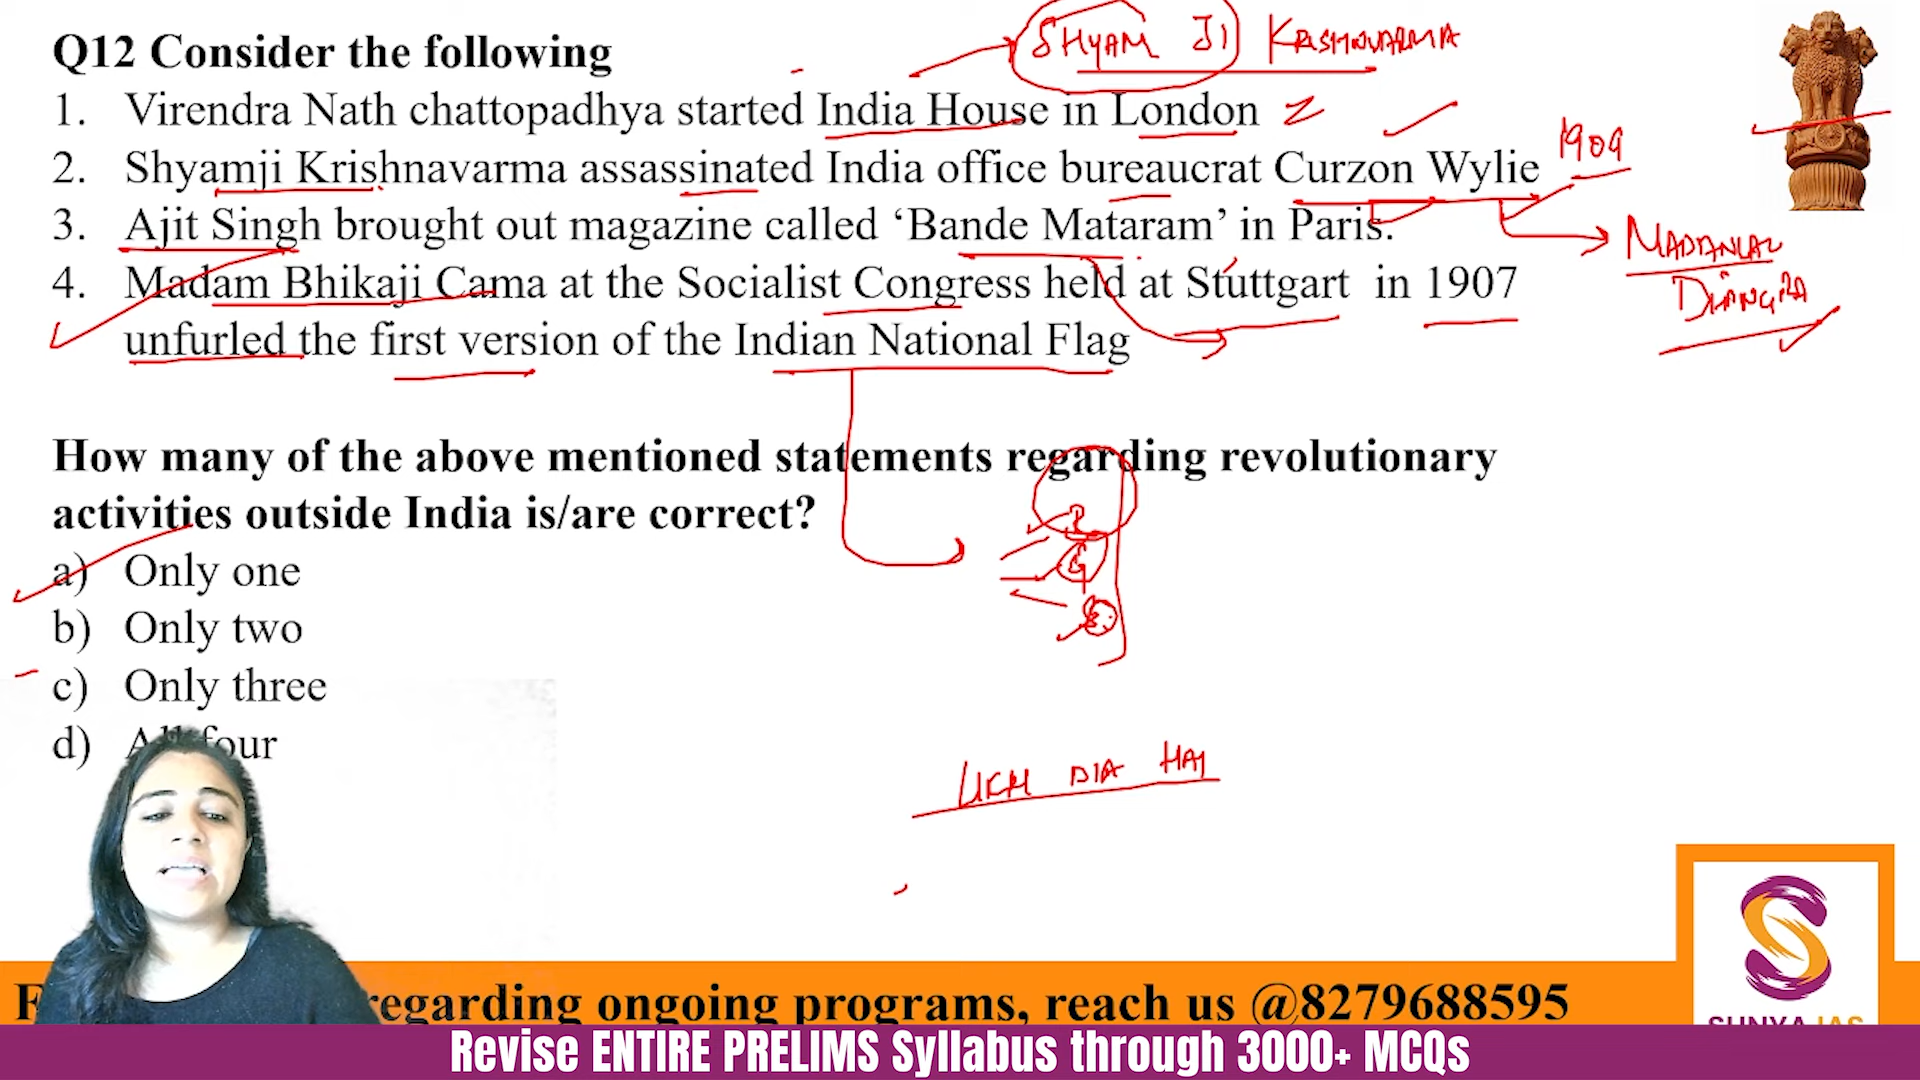 SHYAM JI KRISHNVARMA
Q12 Consider the following
1. Virendra Nath chattopadhya started India House in London
2. Shyamji Krishnavarma assassinated India office bureaucrat Curzon Wylie 1909
3. Ajit Singh brought out magazine called ‘Bande Mataram’ in Paris.
MADANLAL
DHINGRA
4. Madam Bhikaji Cama at the Socialist Congress held at Stuttgart in 1907
unfurled the first version of the Indian National Flag
How many of the above mentioned statements regarding revolutionary
activities outside India is/are correct?
a) Only one
b) Only two
c) Only three
d) All four
DIA HAI
regarding ongoing programs, reach us @8279688595
SUNYA IAS
Revise ENTIRE PRELIMS Syllabus through 3000+ MCQs